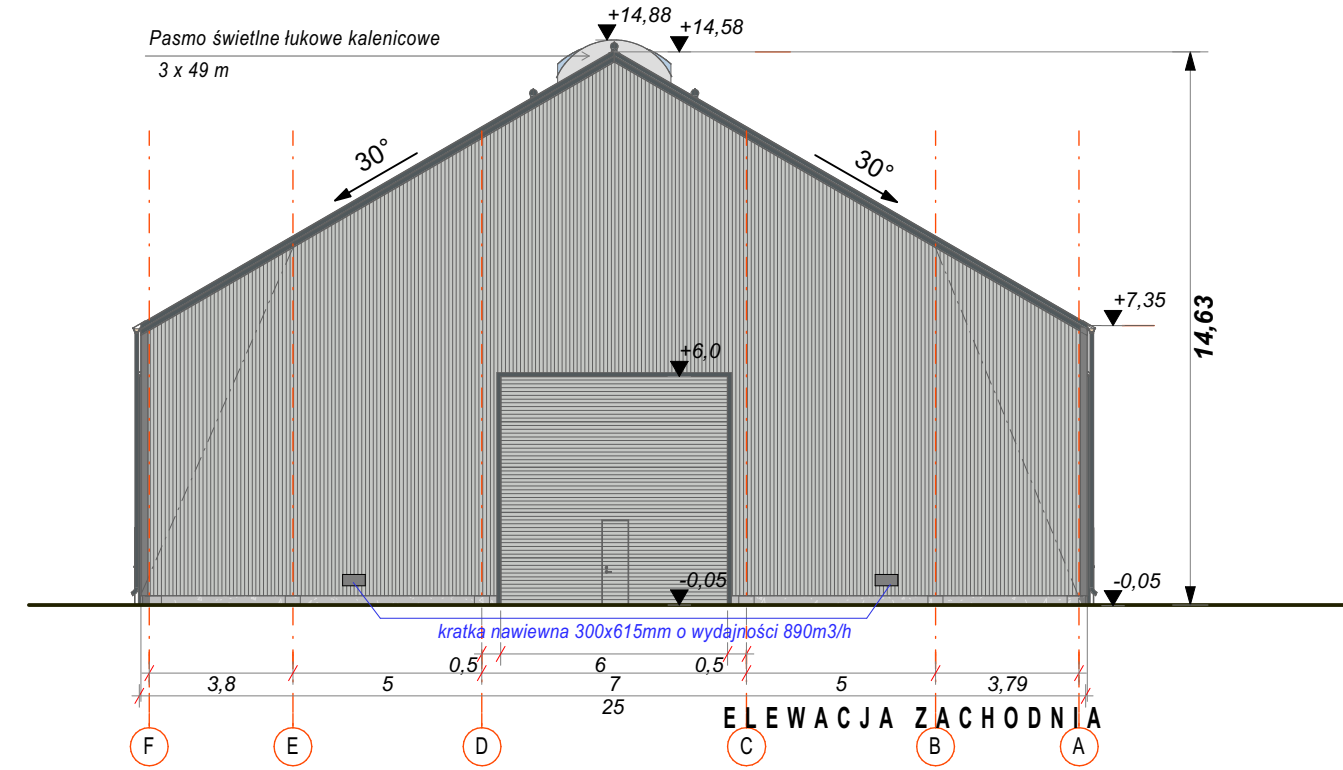 +14,88
+14,58
Pasmo świetlne łukowe kalenicowe
3 x 49 m
30°
30°
+7,35
14,63
+6,0
-0,05
-0,05
kratka nawiewna 300x615mm o wydajności 890m3/h
0,5
6
0,5
3,8
5
7
5
3,79
25
ELEWACJA ZACHODNIA
F
E
D
C
B
A